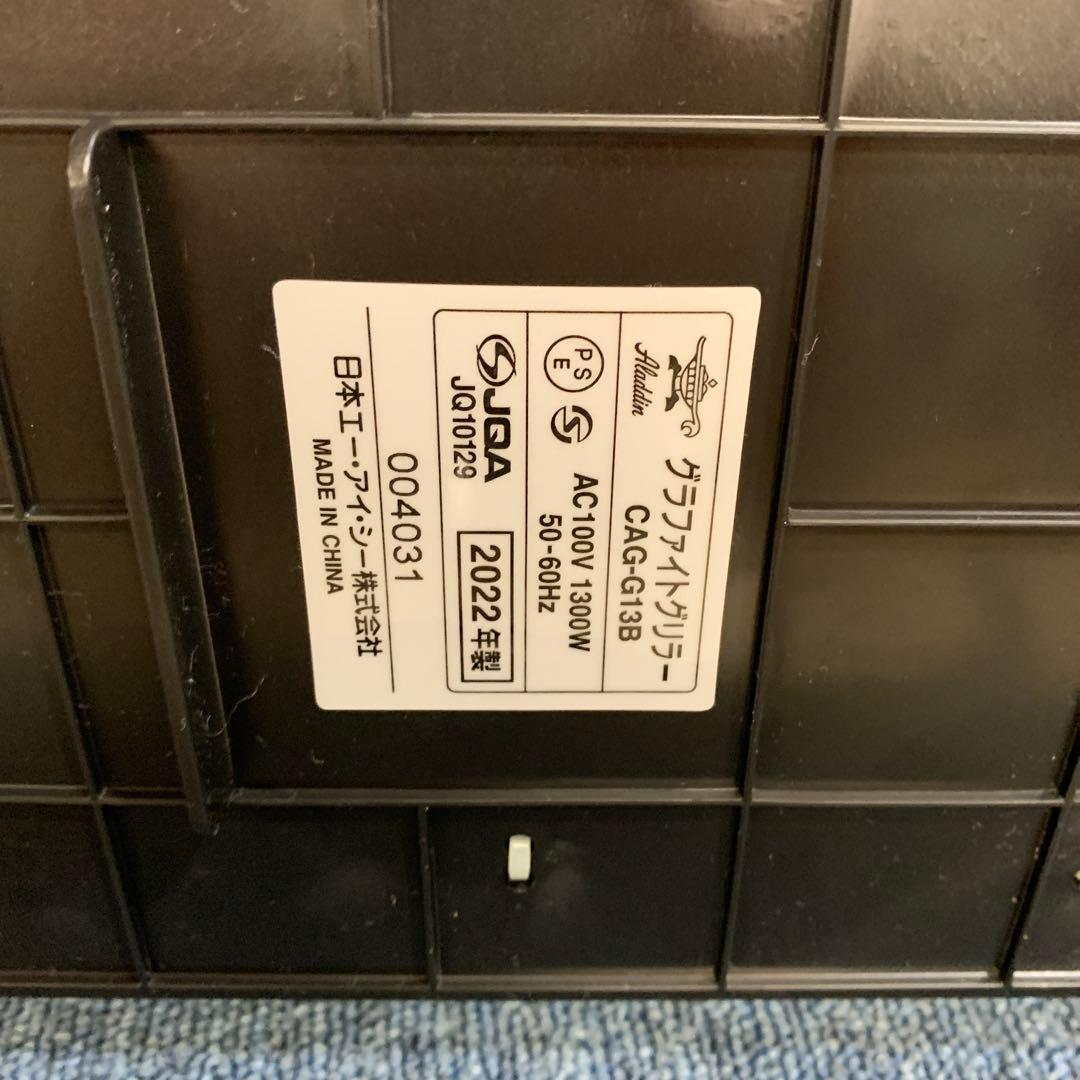 Aladdin
グラファイトグリラー
CAG-G13B
PS
E
S
AC100V 1300W
50-60Hz
JQA
JQ10129
2022年製
004031
日本エー・アイ・シー株式会社
MADE IN CHINA